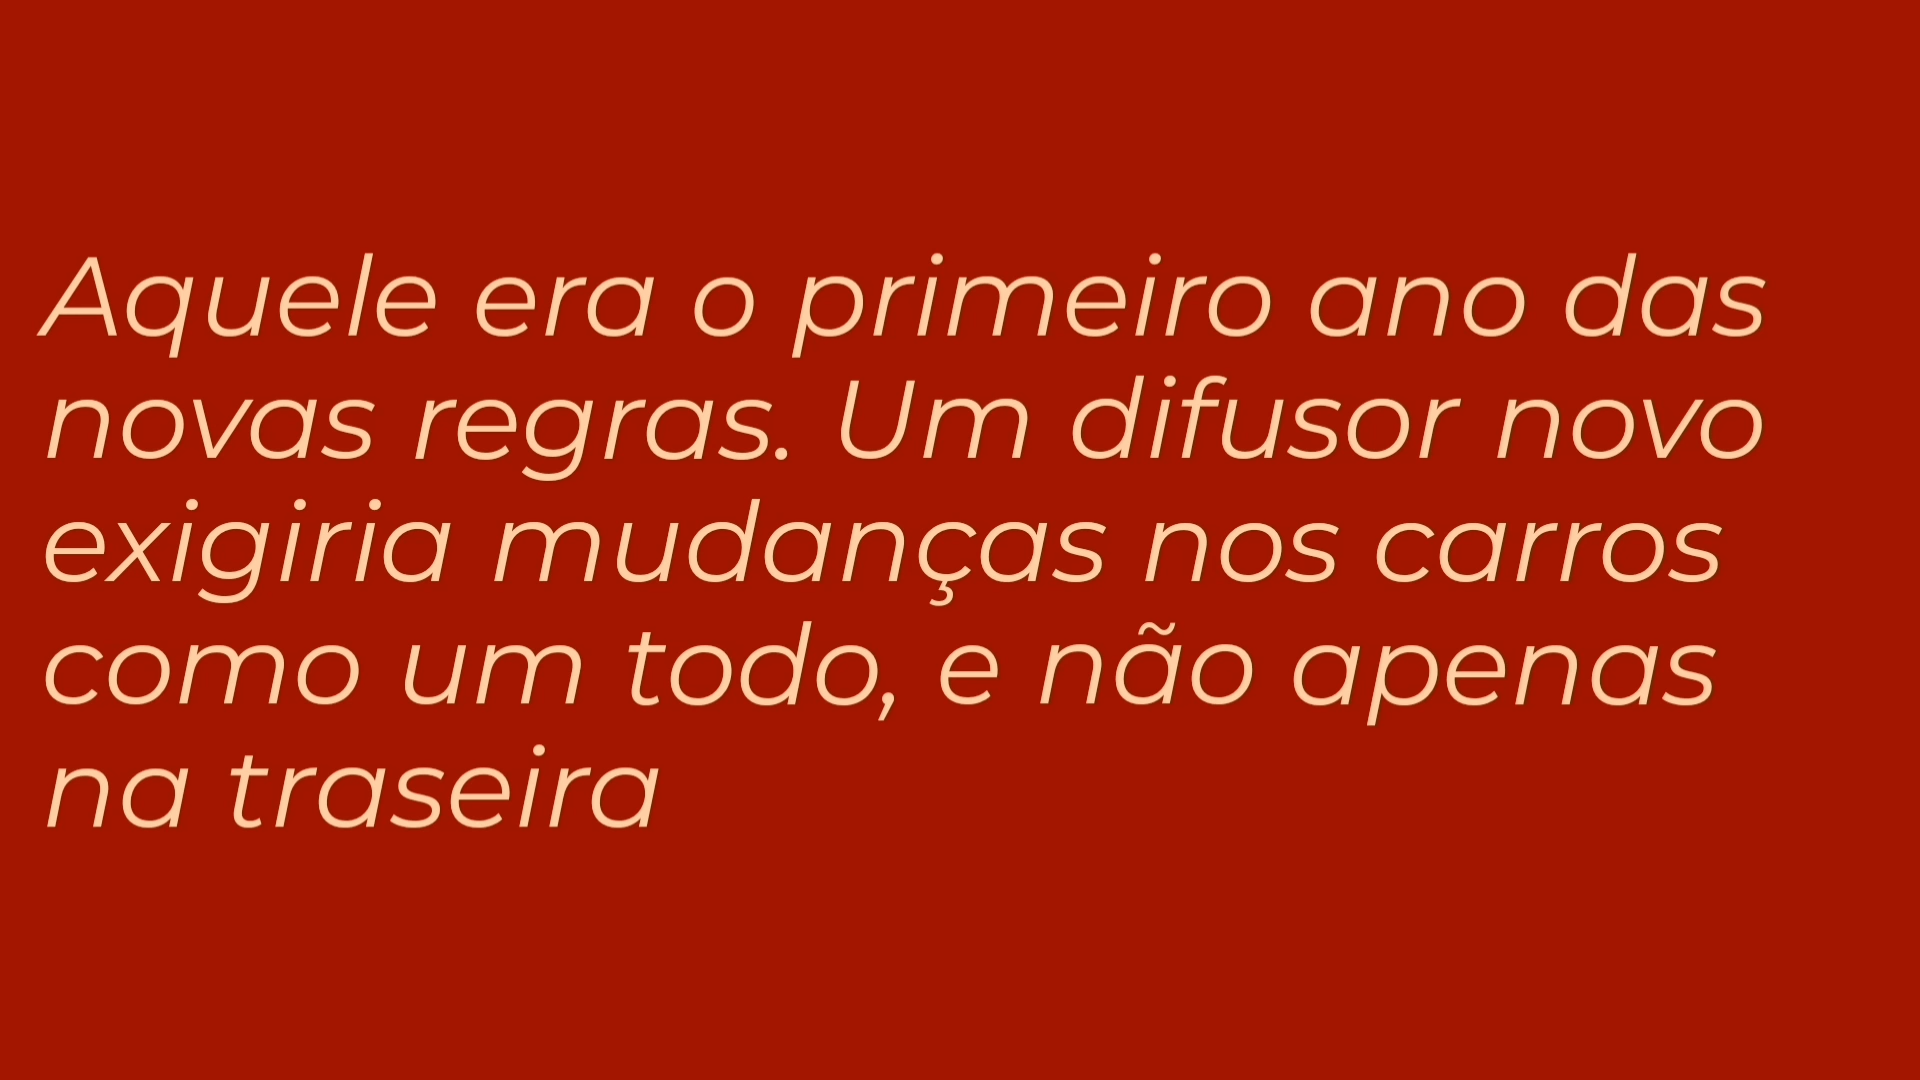 Aquele era o primeiro ano das
novas regras. Um difusor novo
exigiria mudanças nos carros
como um todo, e não apenas
na traseira